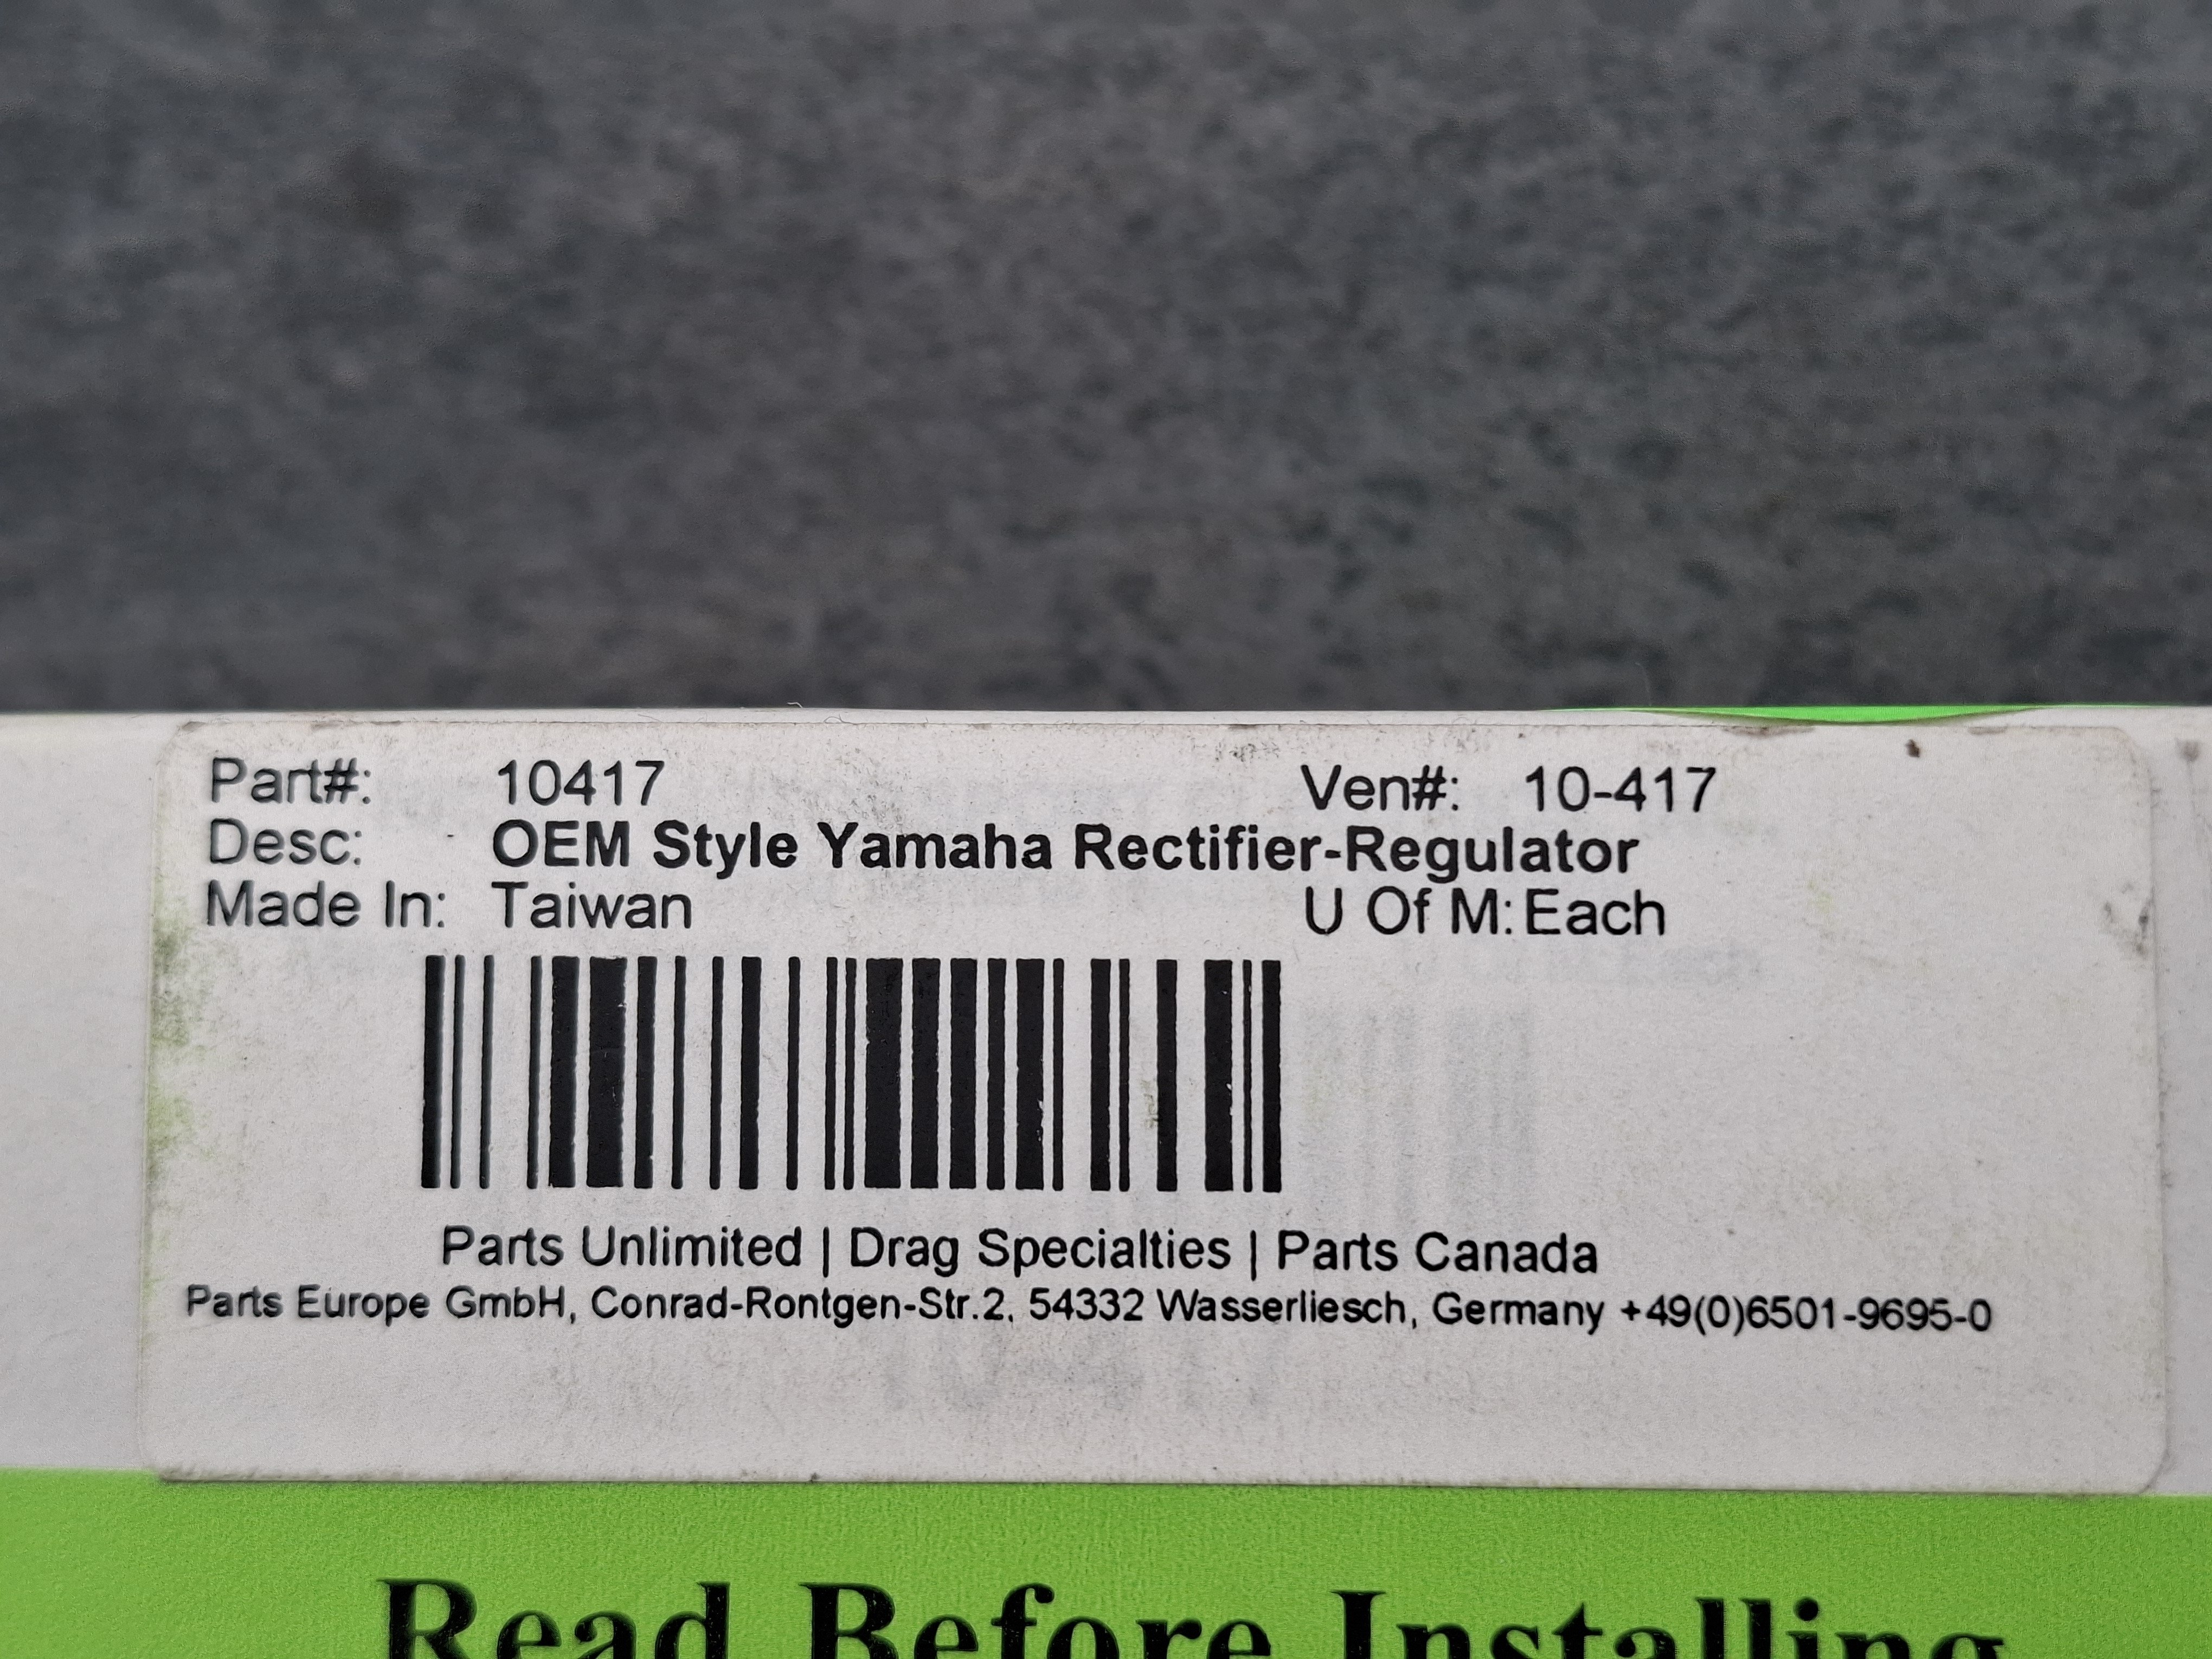 Part#: 10417 Ven#: 10-417
Desc: OEM Style Yamaha Rectifier-Regulator
Made In: Taiwan U Of M: Each
Parts Unlimited | Drag Specialties | Parts Canada
Parts Europe GmbH, Conrad-Rontgen-Str.2, 54332 Wasserliesch, Germany +49(0)6501-9695-0
Read Before Installing